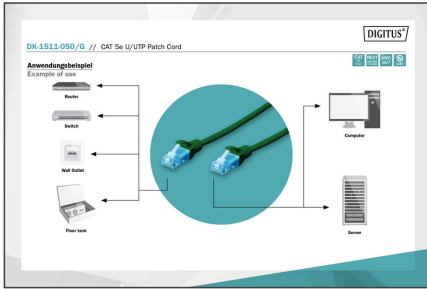 DIGITUS®
DK-1511-050/G // CAT 5e U/UTP Patch Cord
Anwendungsbeispiel
Example of use
Router
Switch
Wall Outlet
Floor tank
Computer
Server